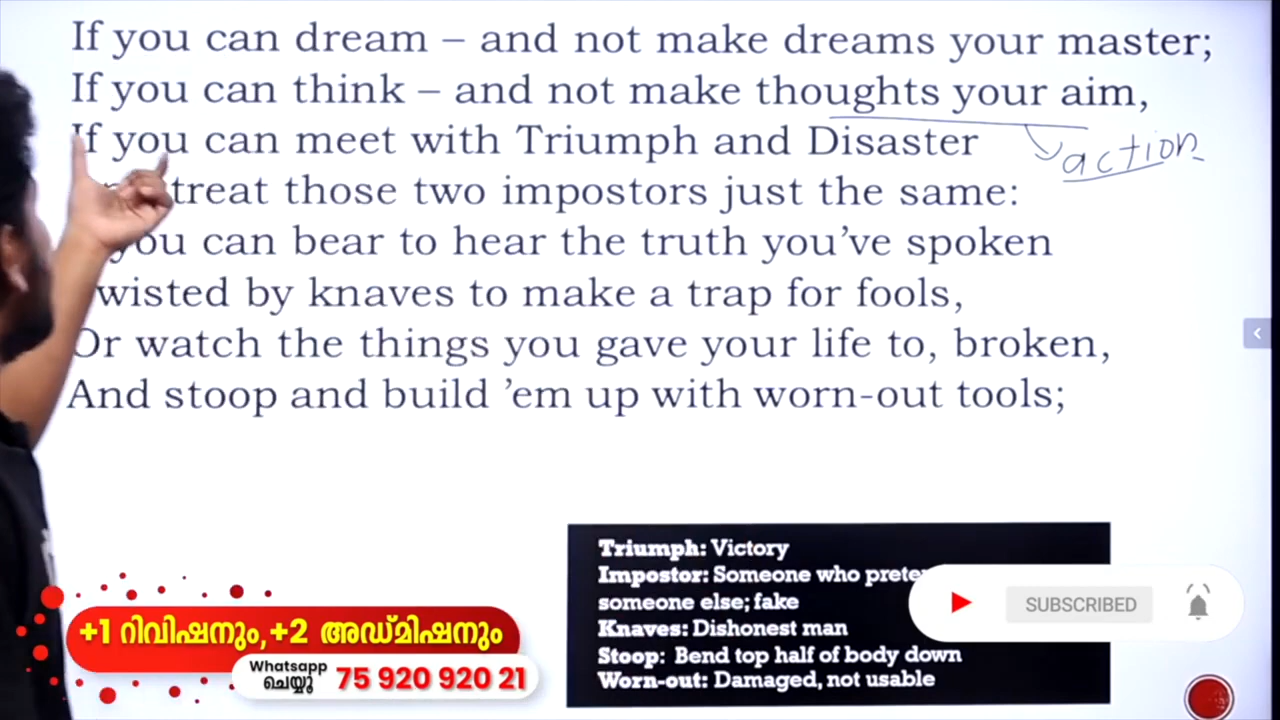 If you can dream – and not make dreams your master;
If you can think – and not make thoughts your aim,
If you can meet with Triumph and Disaster
action
treat those two impostors just the same:
you can bear to hear the truth you’ve spoken
wisted by knaves to make a trap for fools,
Or watch the things you gave your life to, broken,
And stoop and build ’em up with worn-out tools;
Triumph: Victory
Impostor: Someone who prete
someone else; fake
Knaves: Dishonest man
Stoop: Bend top half of body down
Worn-out: Damaged, not usable
SUBSCRIBED
+1 റിവിഷനും,+2 അഡ്മിഷനും
Whatsapp
ചെയ്യൂ
75 920 920 21